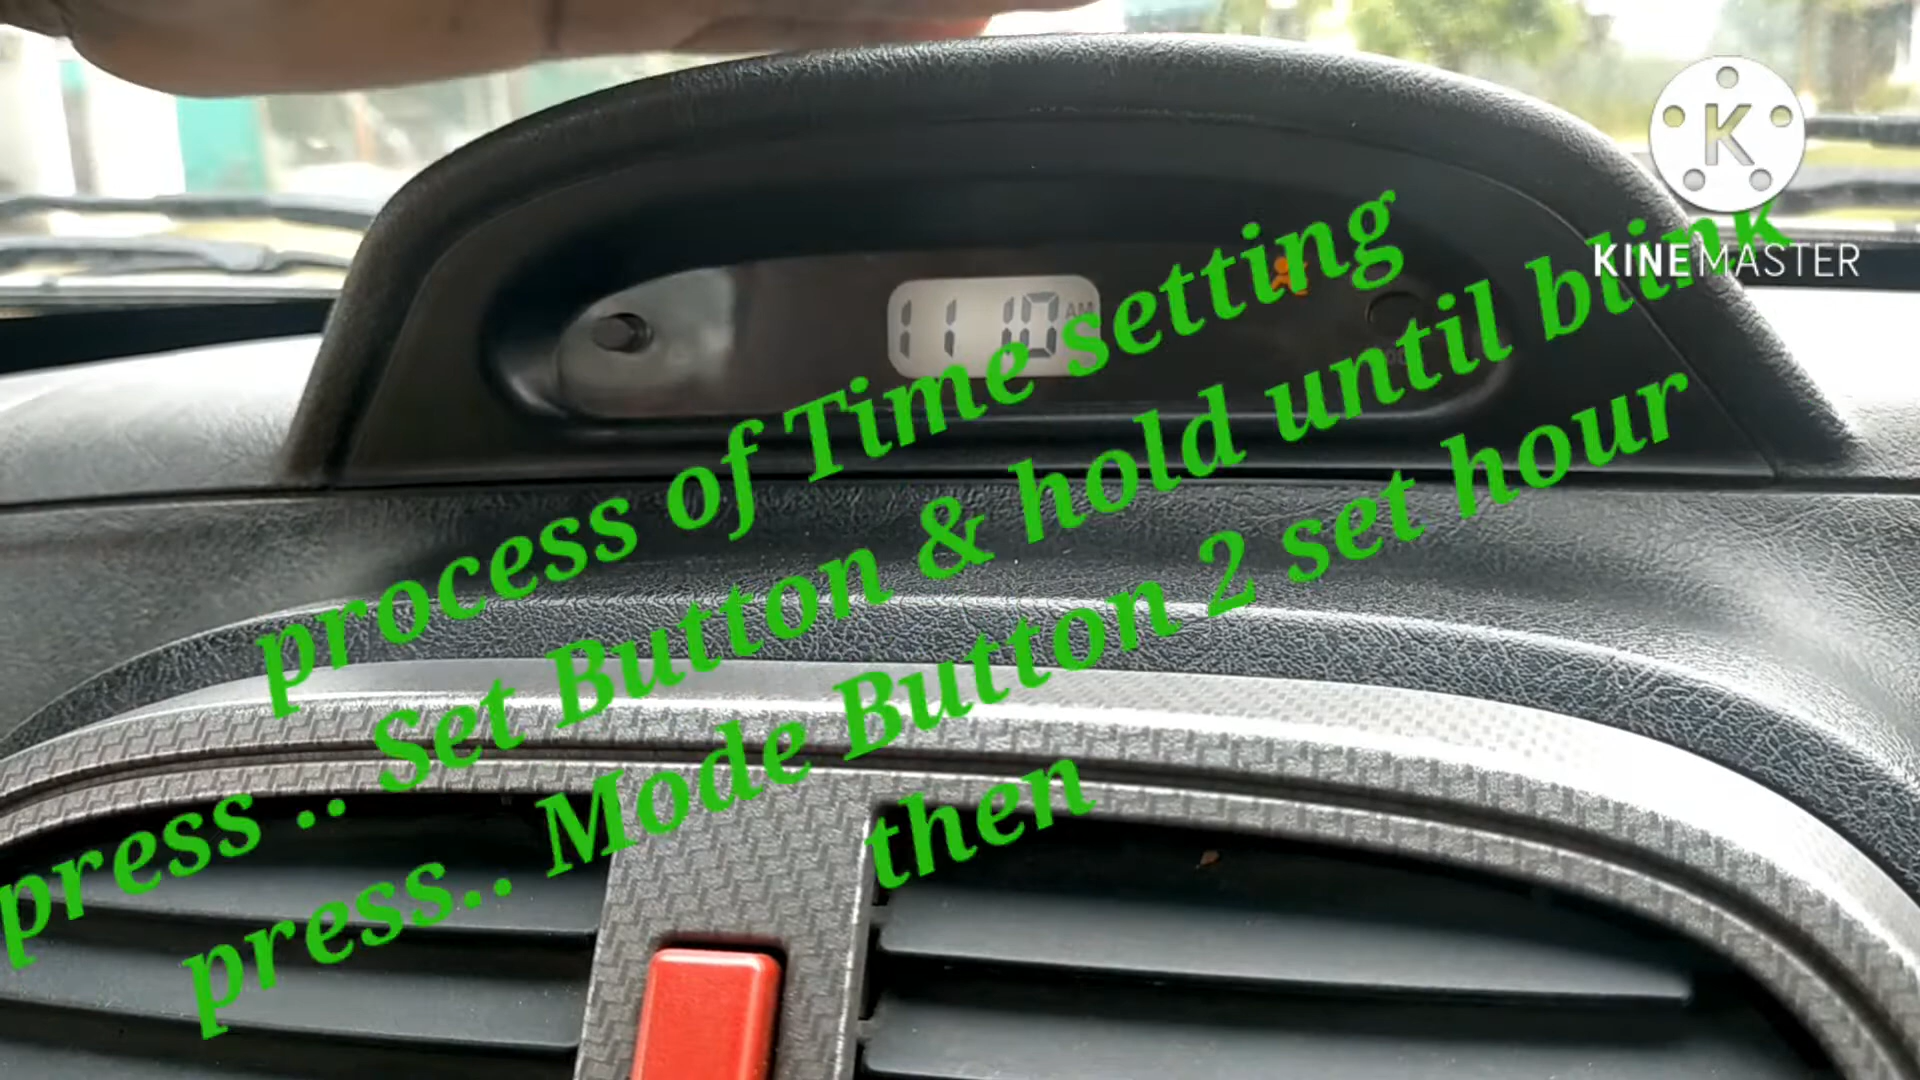 11 10 AM
K
KINEMASTER
process of Time setting
press .. Set Button & hold until blink
press.. Mode Button 2 set hour
then